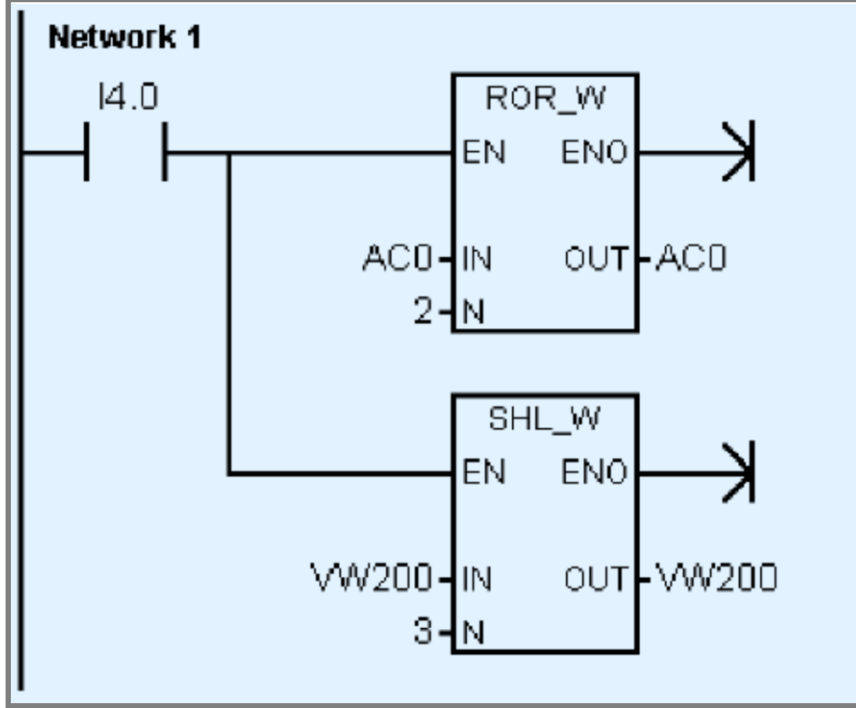 Network 1
I4.0
ROR_W
EN ENO
AC0 IN OUT AC0
2 N
SHL_W
EN ENO
VW200 IN OUT VW200
3 N